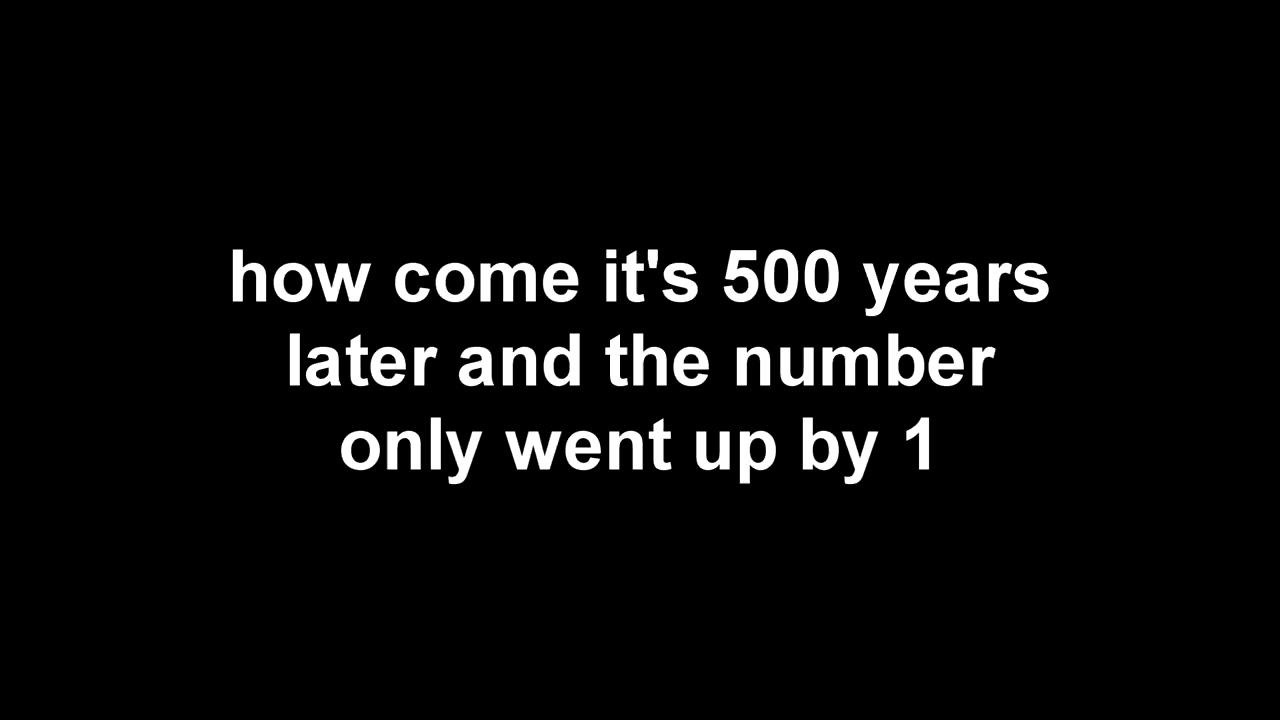 how come it's 500 years
later and the number
only went up by 1